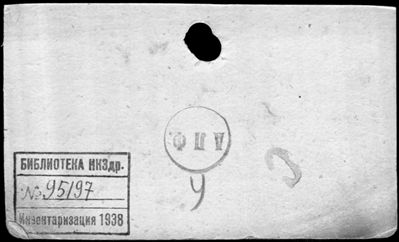 А П Ф.
У
З
БИБЛИОТЕКА НКЗдр.
№ 95197
Инвентаризация 1938